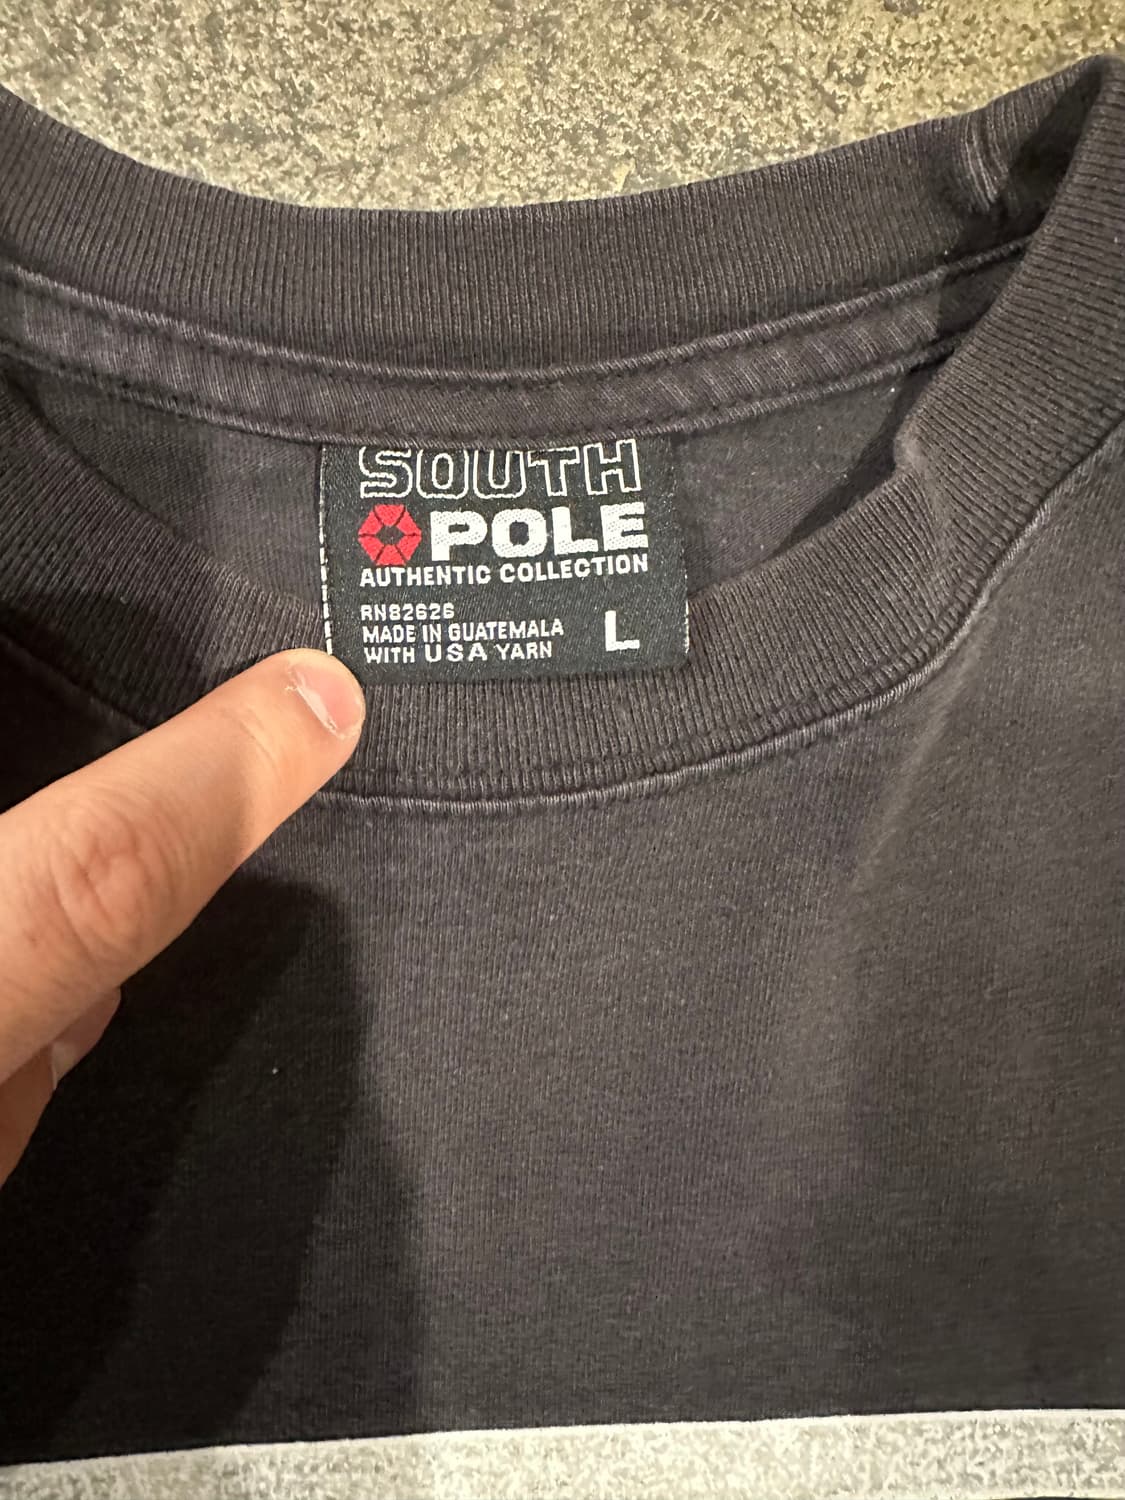 SOUTH
POLE
AUTHENTIC COLLECTION
RN82626
MADE IN GUATEMALA
WITH USA YARN
L